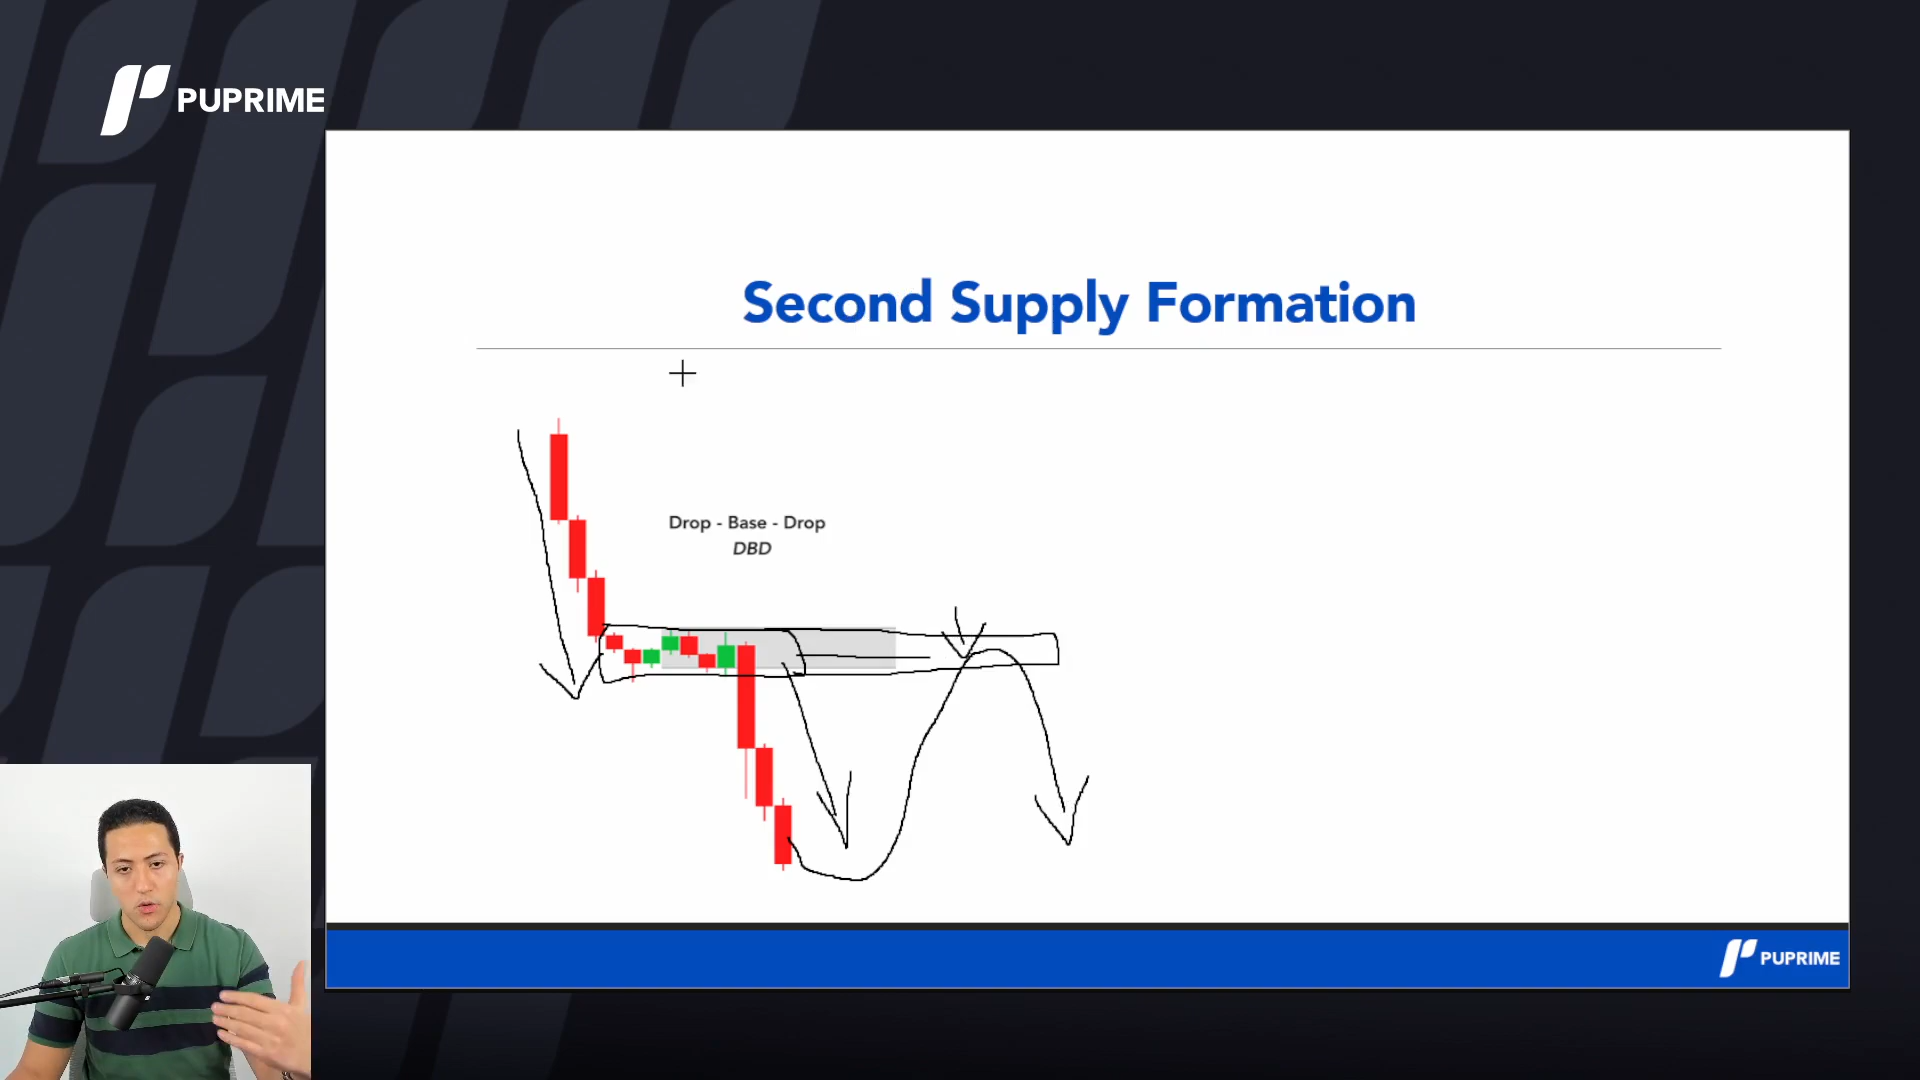 PUPRIME
Second Supply Formation
Drop - Base - Drop
DBD
PUPRIME